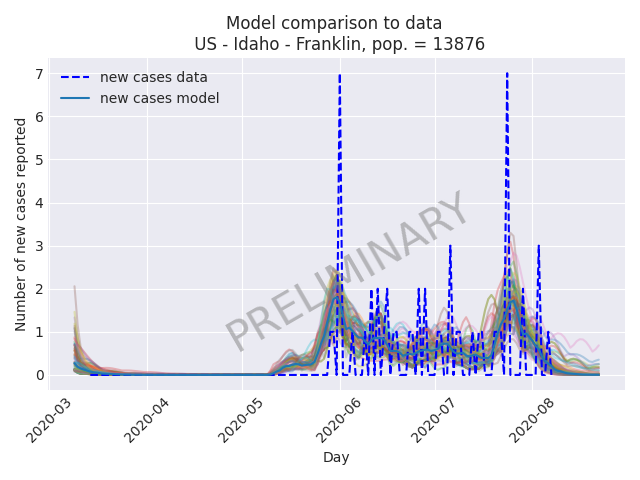 Model comparison to data
US - Idaho - Franklin, pop. = 13876
new cases data
new cases model
PRELIMINARY
Number of new cases reported
7
6
5
4
3
2
1
0
2020-03
2020-04
2020-05
2020-06
2020-07
2020-08
Day